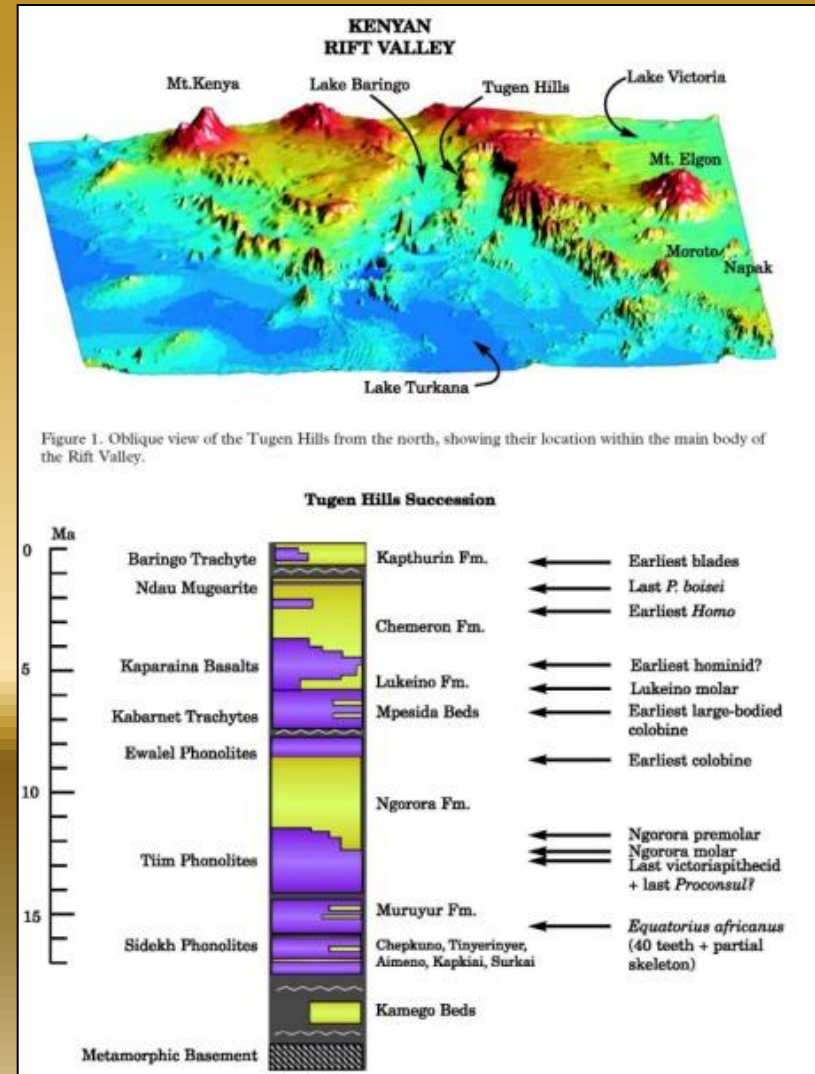 KENYAN
RIFT VALLEY
Mt.Kenya
Lake Baringo
Tugen Hills
Lake Victoria
Mt. Elgon
Moroto
Napak
Lake Turkana
Figure 1. Oblique view of the Tugen Hills from the north, showing their location within the main body of
the Rift Valley.
Tugen Hills Succession
Ma
0
5
10
15
Baringo Trachyte
Ndau Mugearite
Kaparaina Basalts
Kabarnet Trachytes
Ewalel Phonolites
Tiim Phonolites
Sidekh Phonolites
Metamorphic Basement
Kapthurin Fm.
Chemeron Fm.
Lukeino Fm.
Mpesida Beds
Ngorora Fm.
Muruyur Fm.
Chepkuno, Tinyerinyer,
Aimeno, Kapkiai, Surkai
Kamego Beds
Earliest blades
Last P. boisei
Earliest Homo
Earliest hominid?
Lukeino molar
Earliest large-bodied
colobine
Earliest colobine
Ngorora premolar
Ngorora molar
Last victoriapithecid
+ last Proconsul?
Equatorius africanus
(40 teeth + partial
skeleton)